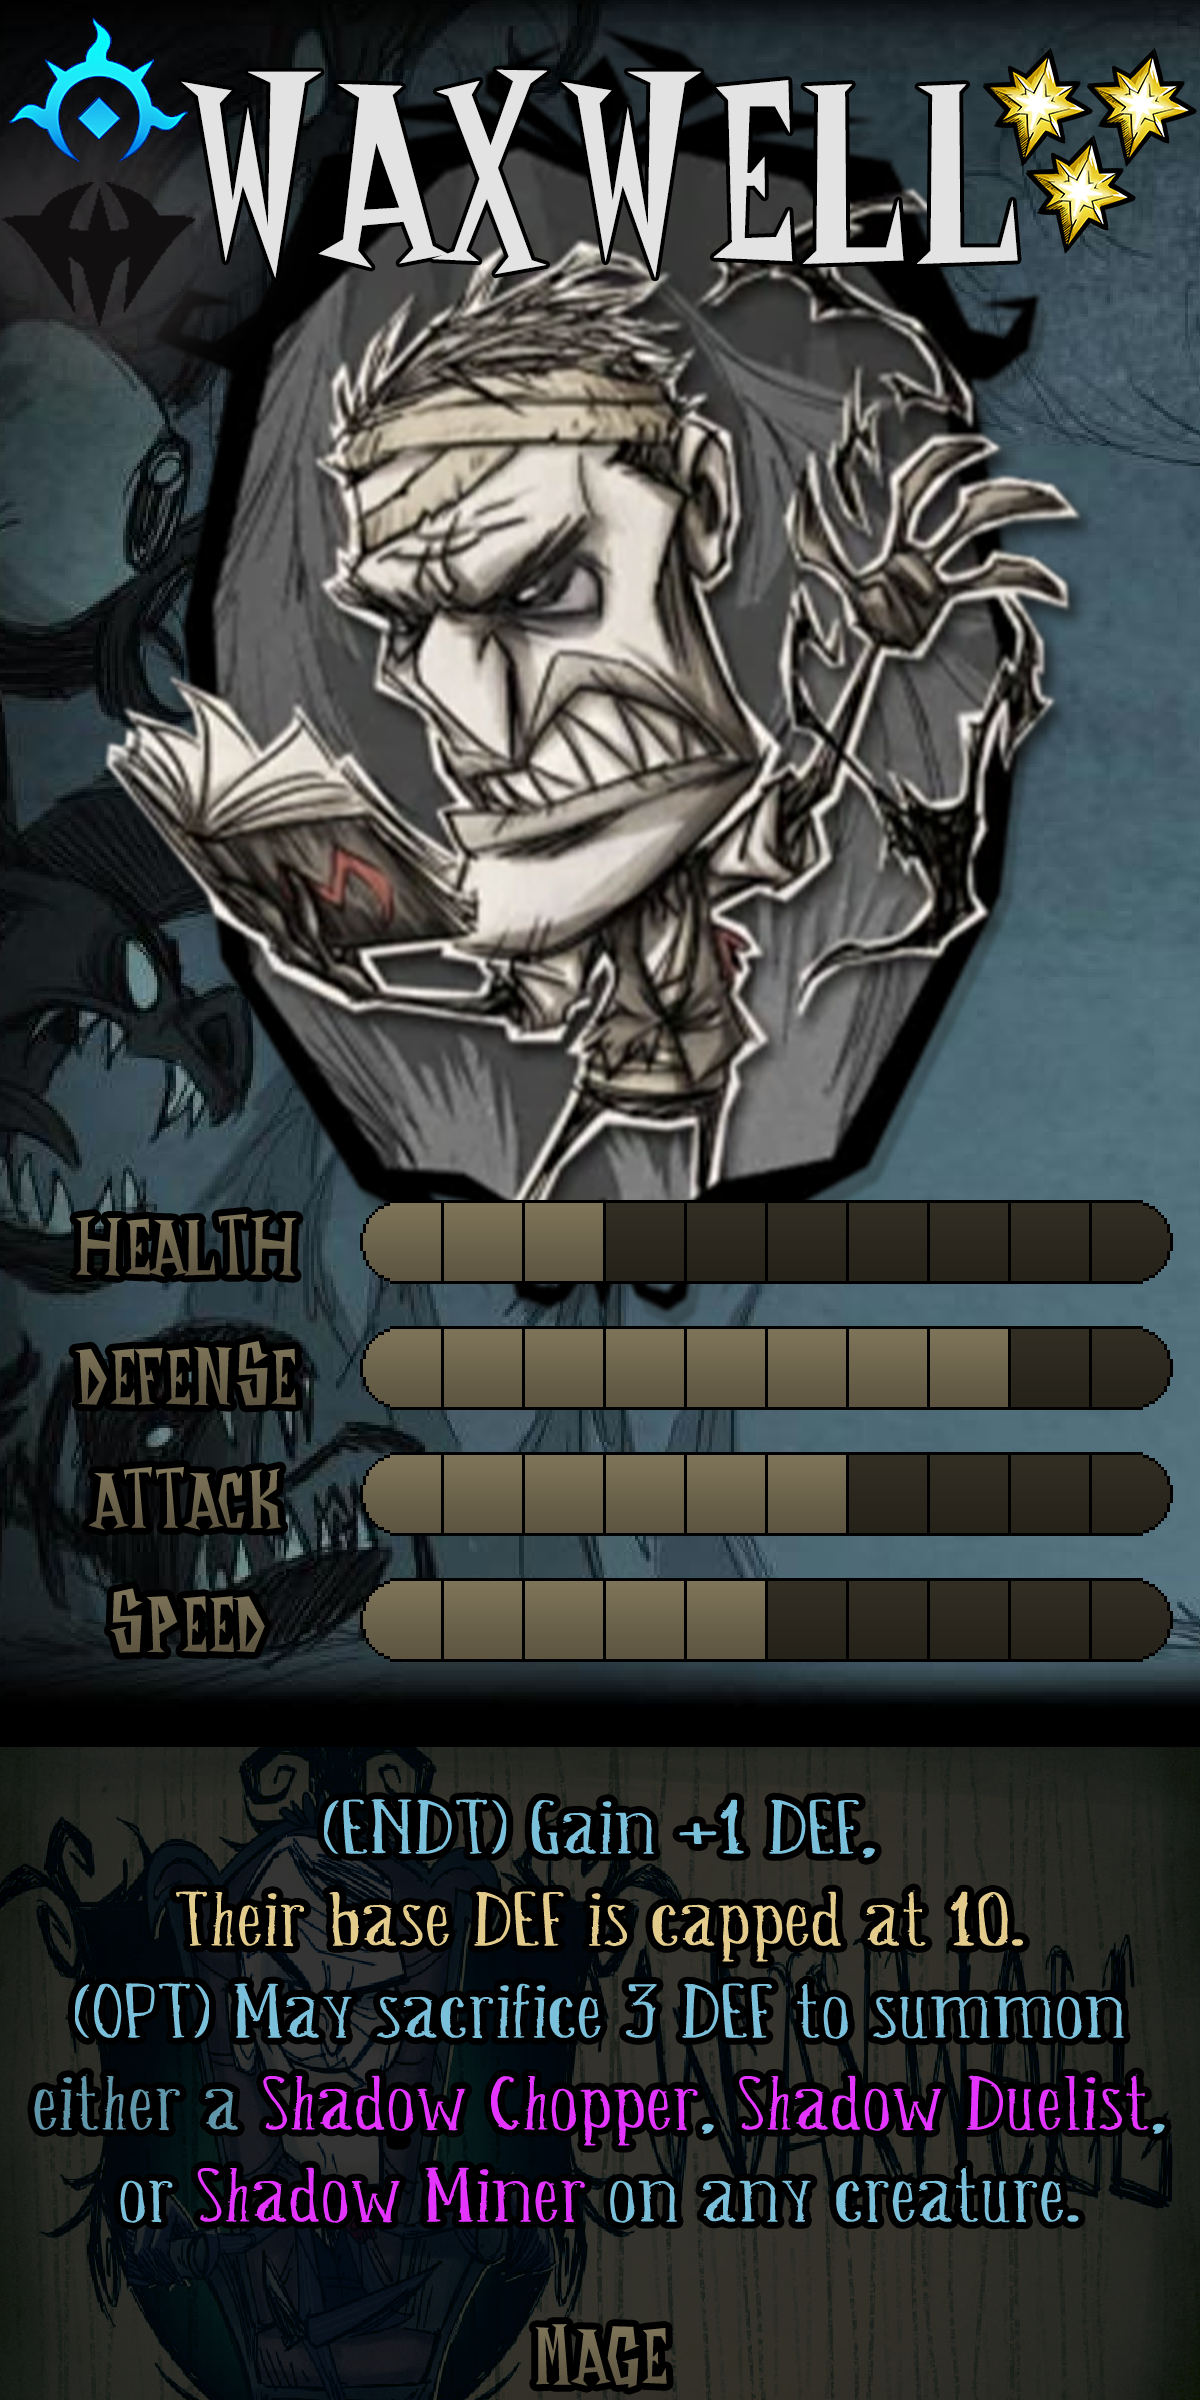 WAXWELL
HEALTH
DEFENSE
ATTACK
SPEED
(ENDT) Gain +1 DEF.
Their base DEF is capped at 10.
(OPT) May sacrifice 3 DEF to summon
either a Shadow Chopper, Shadow Duelist,
or Shadow Miner on any creature.
MAGE